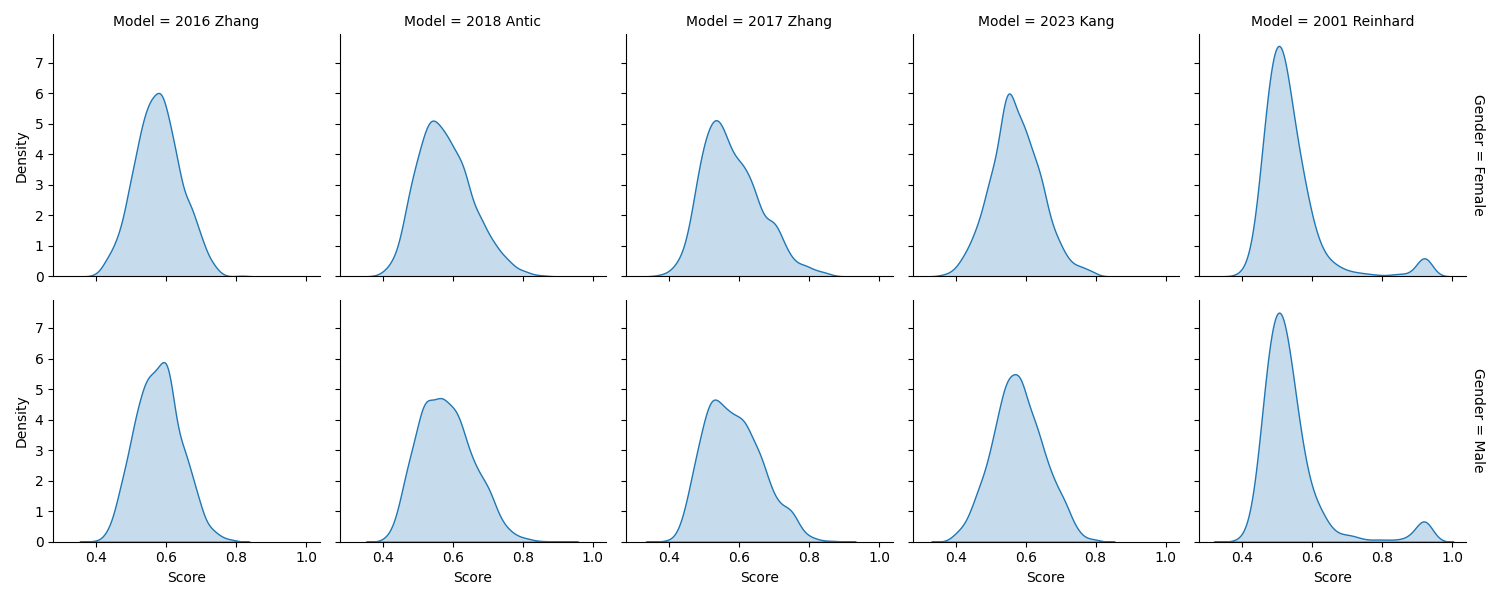 Model = 2016 Zhang Model = 2018 Antic Model = 2017 Zhang Model = 2023 Kang Model = 2001 Reinhard
7
6
5
4
3
2
1
0
Density
Gender = Female
7
6
5
4
3
2
1
0
Density
Gender = Male
0.4 0.6 0.8 1.0 0.4 0.6 0.8 1.0 0.4 0.6 0.8 1.0 0.4 0.6 0.8 1.0 0.4 0.6 0.8 1.0
Score Score Score Score Score